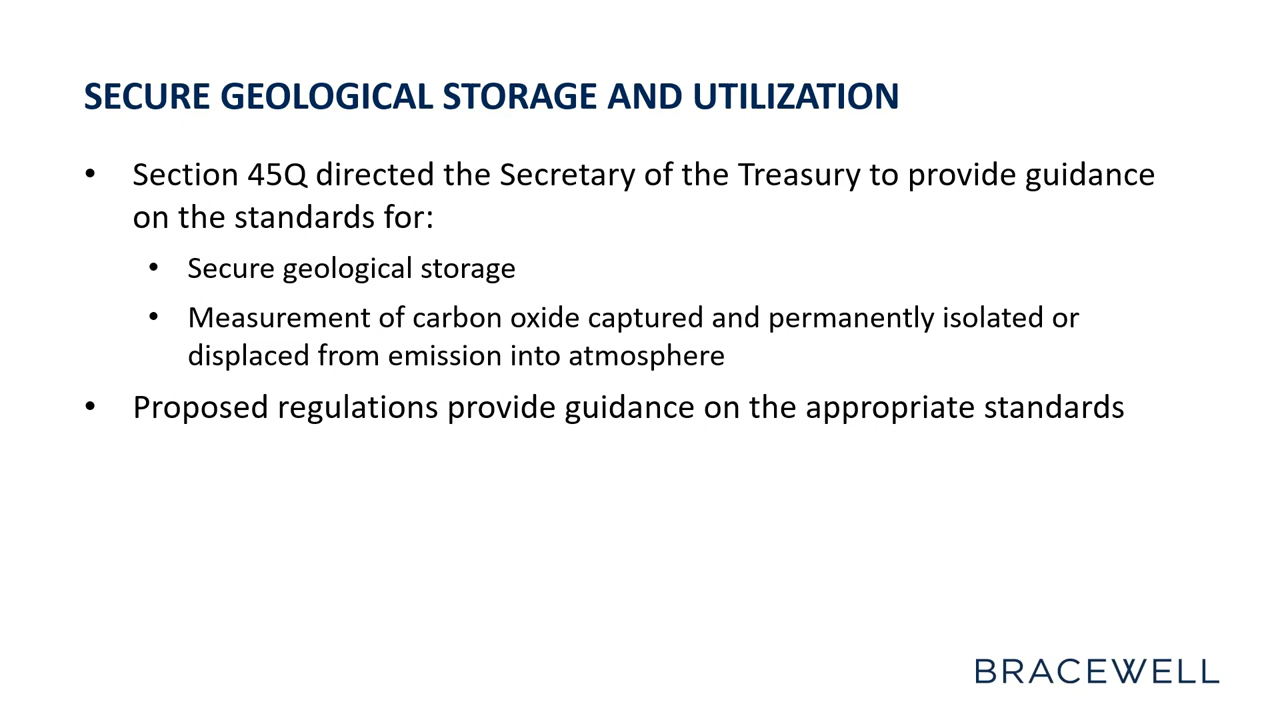 SECURE GEOLOGICAL STORAGE AND UTILIZATION
• Section 45Q directed the Secretary of the Treasury to provide guidance
on the standards for:
• Secure geological storage
• Measurement of carbon oxide captured and permanently isolated or
displaced from emission into atmosphere
• Proposed regulations provide guidance on the appropriate standards
BRACEWELL